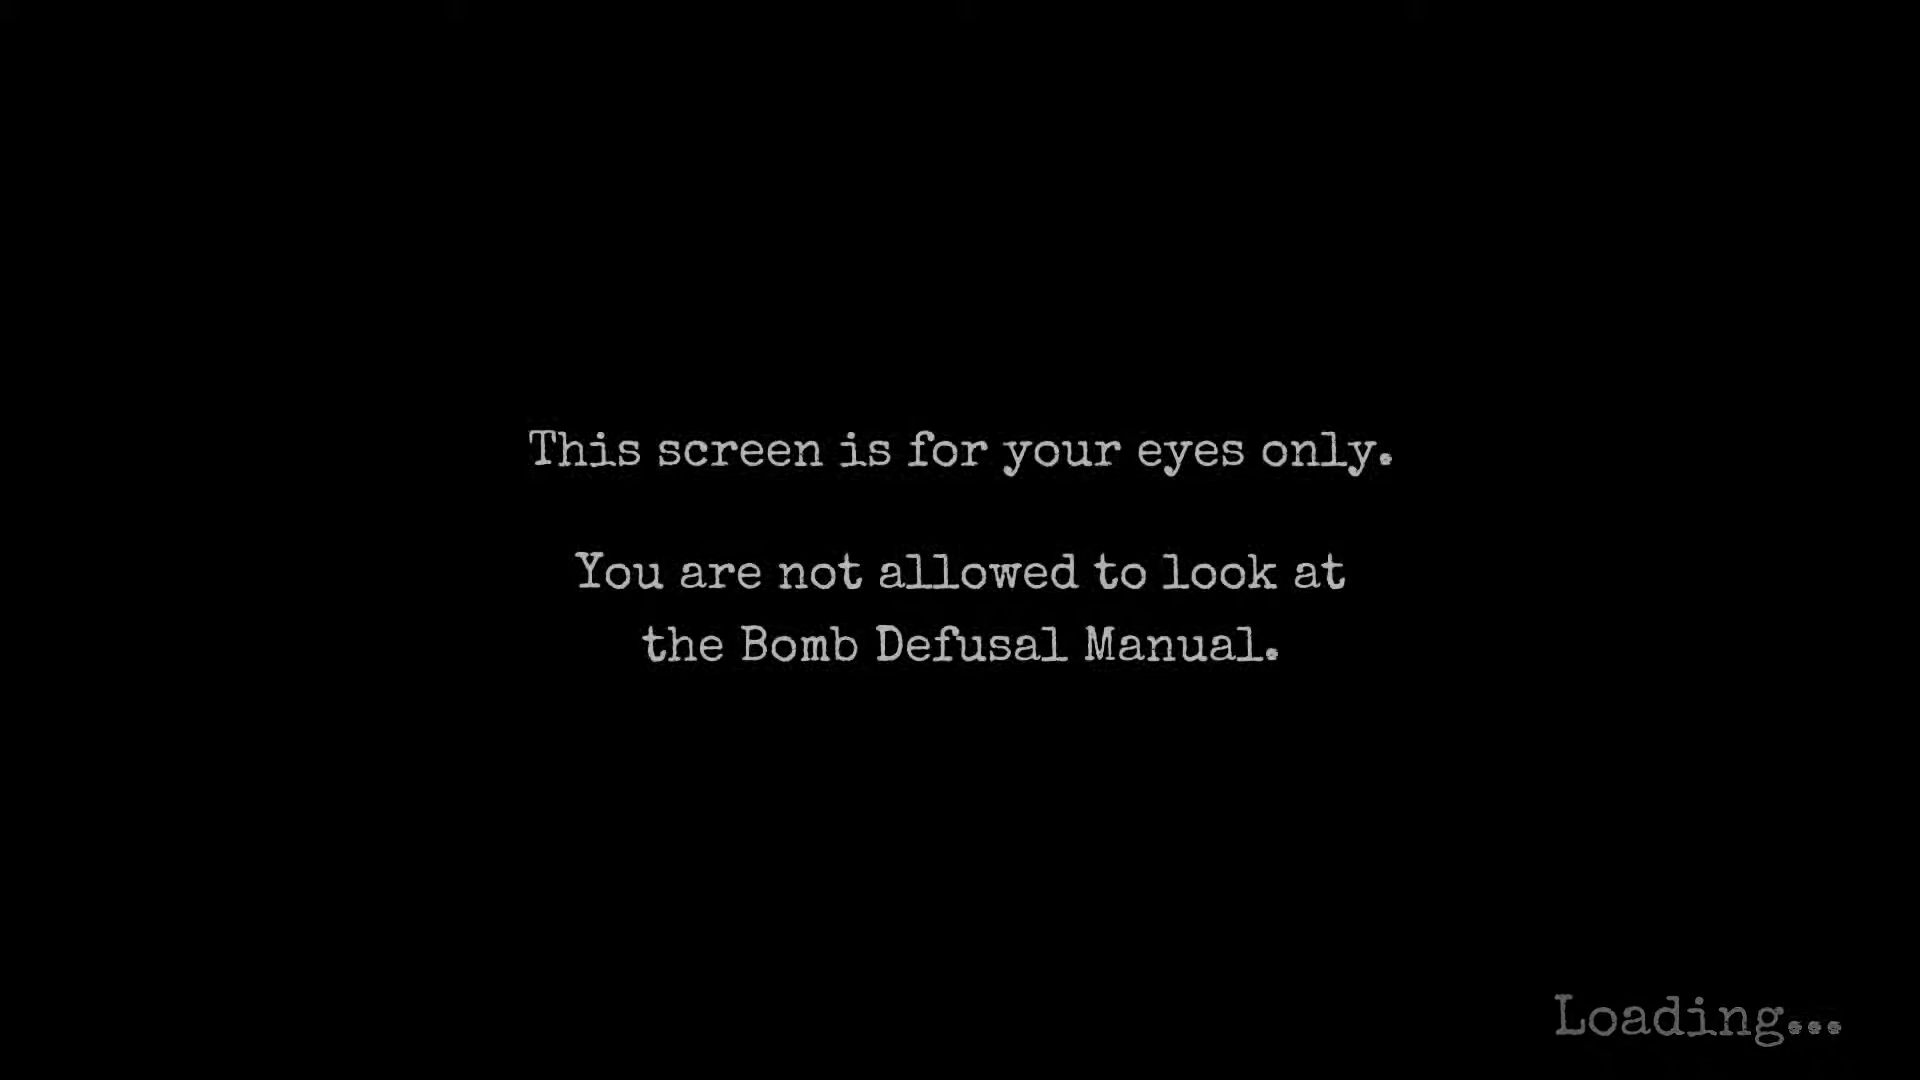 This screen is for your eyes only.
You are not allowed to look at
the Bomb Defusal Manual.
Loading...